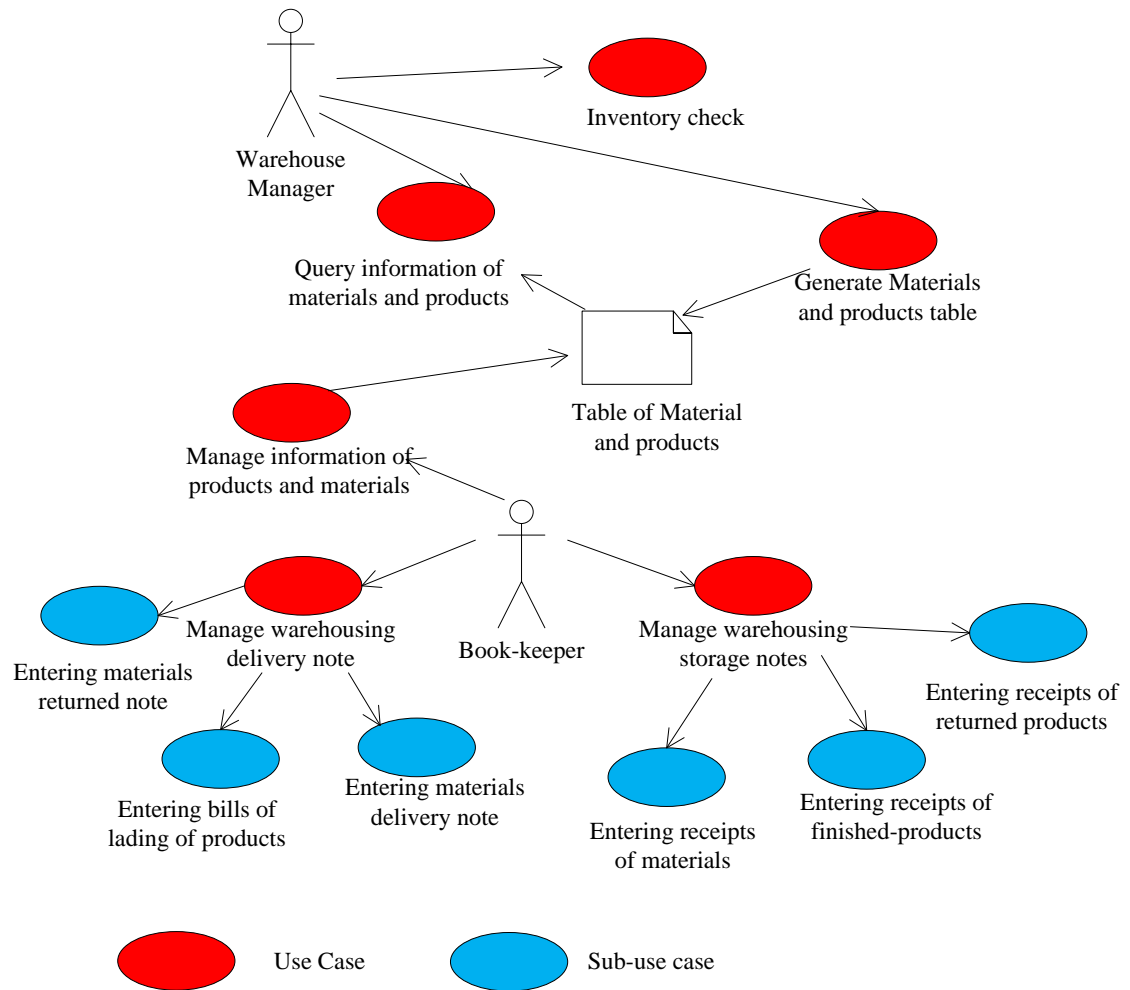 Inventory check
Warehouse
Manager
Query information of
materials and products
Generate Materials
and products table
Table of Material
and products
Manage information of
products and materials
Book-keeper
Manage warehousing
delivery note
Manage warehousing
storage notes
Entering materials
returned note
Entering receipts of
returned products
Entering bills of
lading of products
Entering materials
delivery note
Entering receipts
of materials
Entering receipts of
finished-products
Use Case
Sub-use case